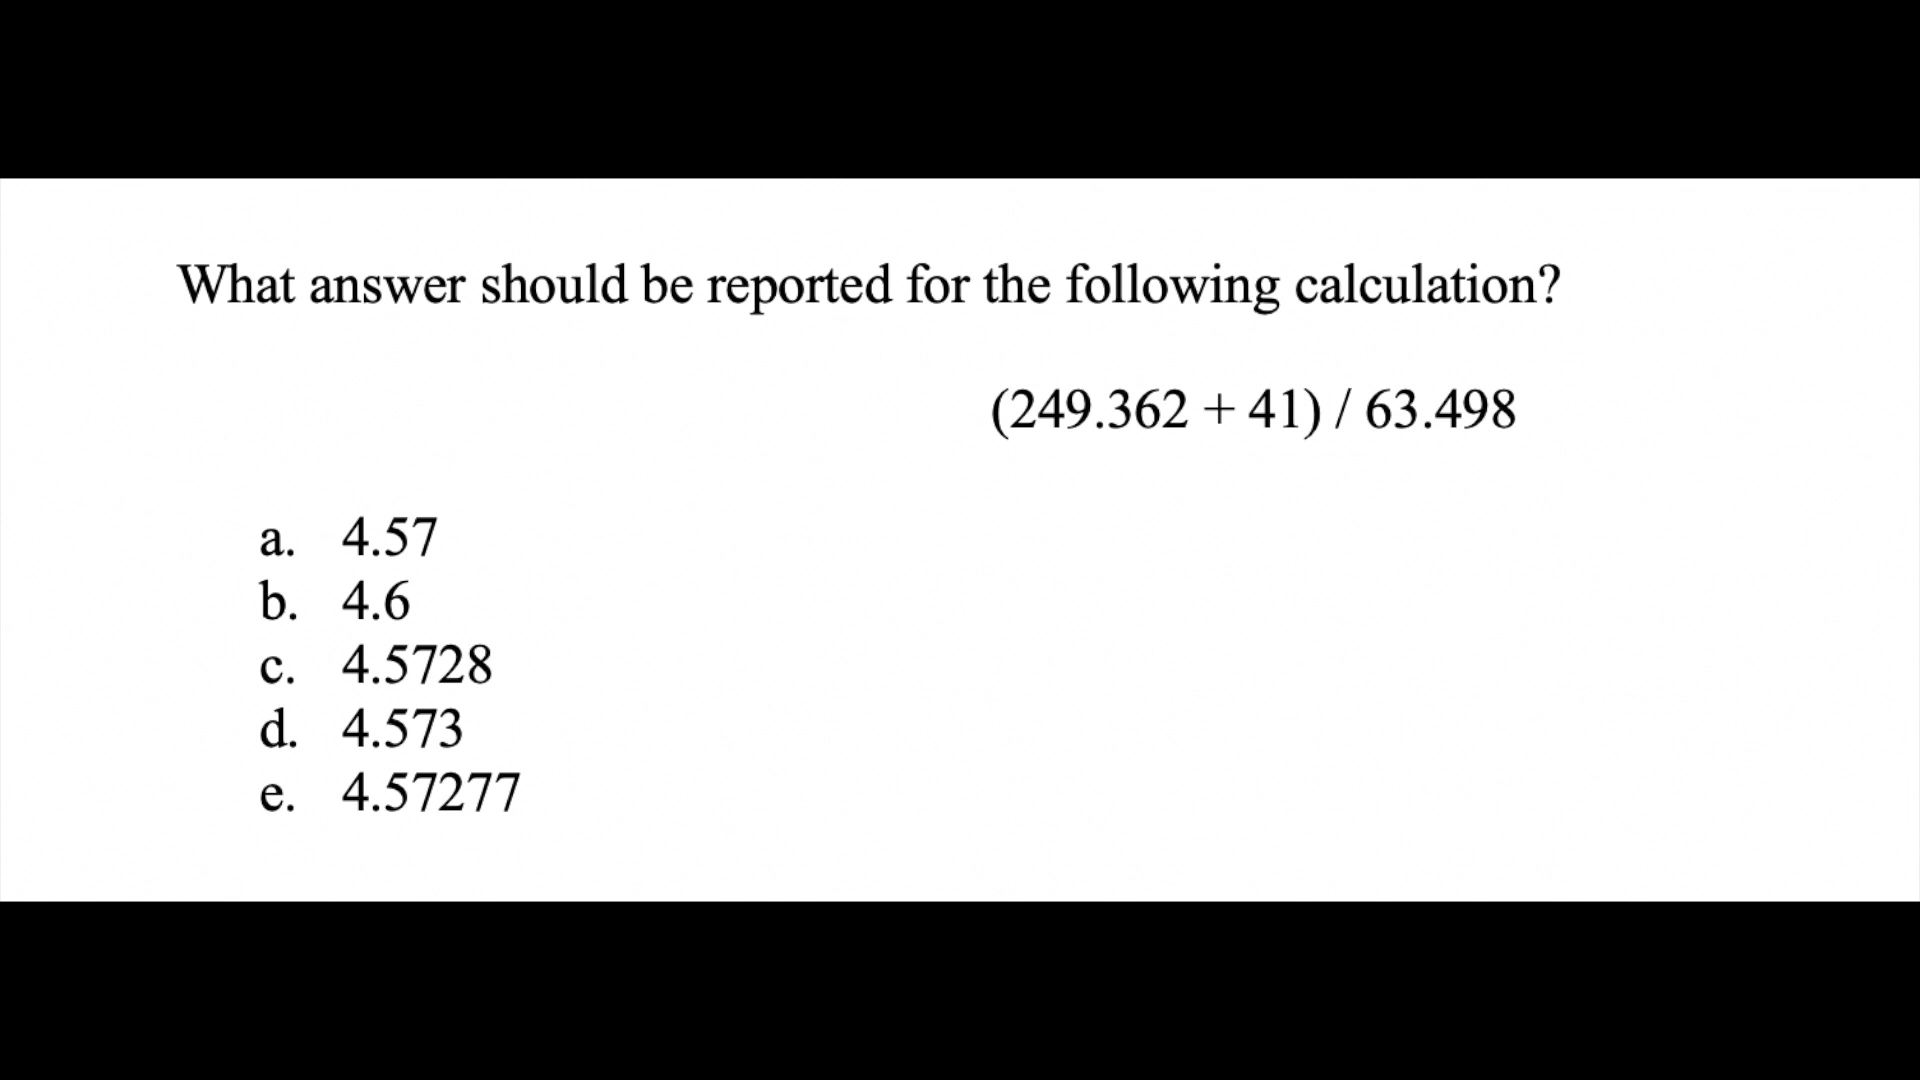 What answer should be reported for the following calculation?
(249.362 + 41) / 63.498
a. 4.57
b. 4.6
c. 4.5728
d. 4.573
e. 4.57277